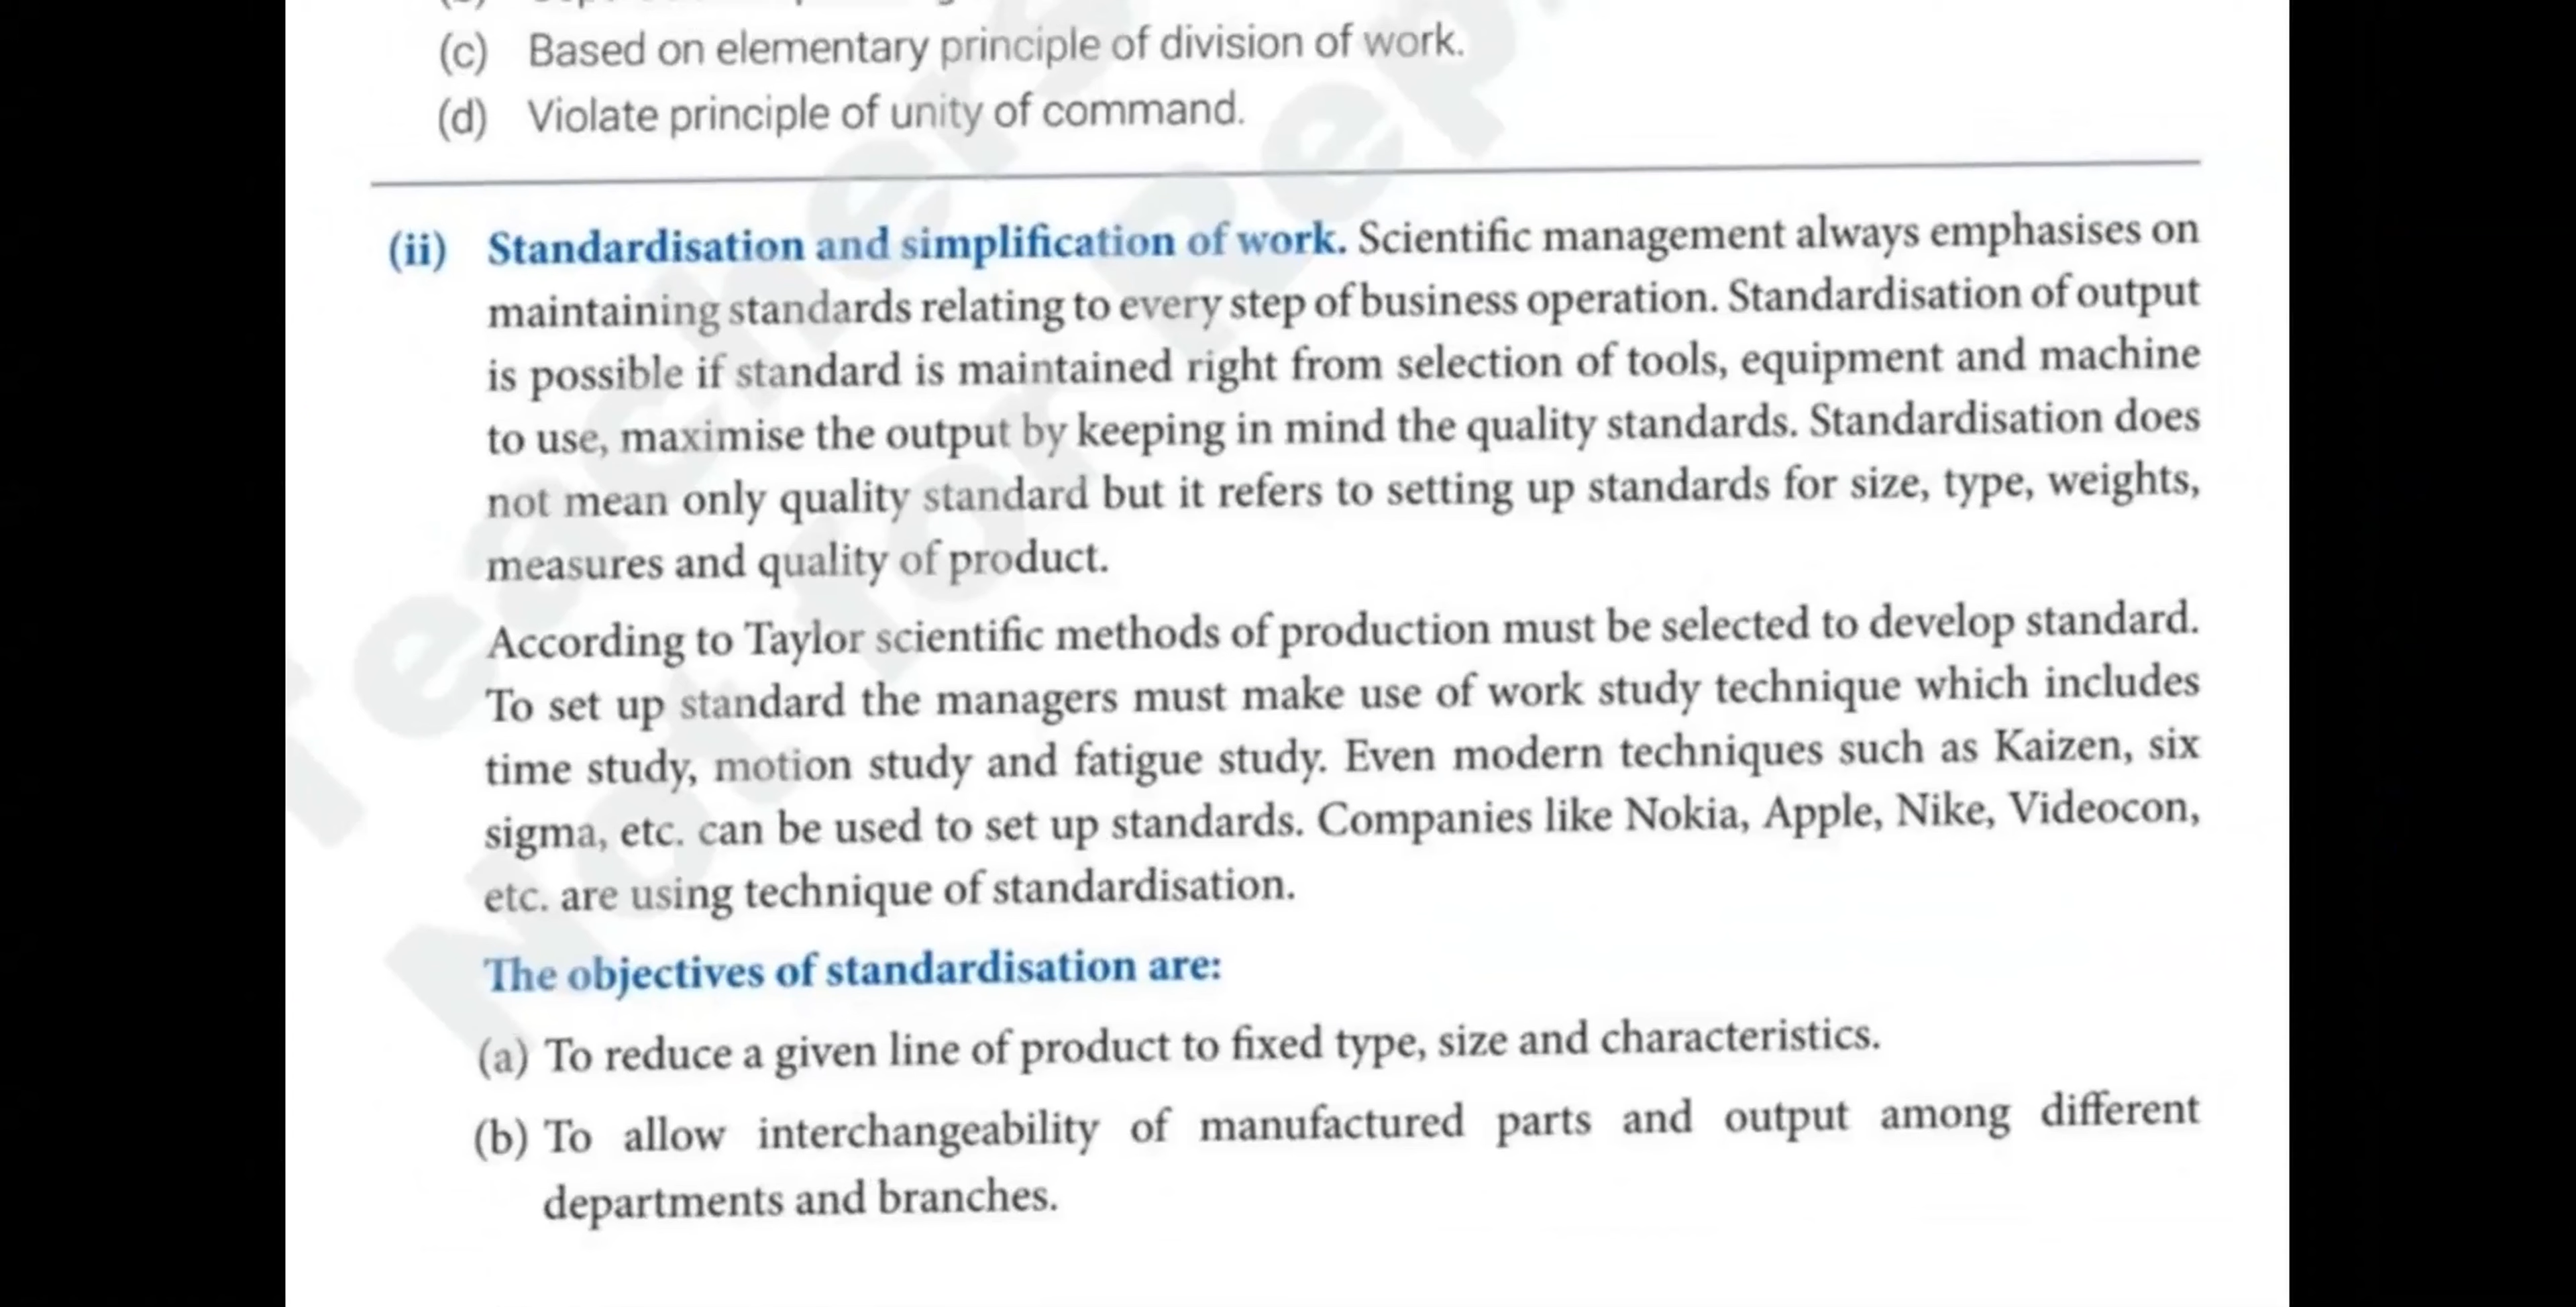 (c) Based on elementary principle of division of work.
(d) Violate principle of unity of command.
(ii) Standardisation and simplification of work. Scientific management always emphasises on
maintaining standards relating to every step of business operation. Standardisation of output
is possible if standard is maintained right from selection of tools, equipment and machine
to use, maximise the output by keeping in mind the quality standards. Standardisation does
not mean only quality standard but it refers to setting up standards for size, type, weights,
measures and quality of product.
According to Taylor scientific methods of production must be selected to develop standard.
To set up standard the managers must make use of work study technique which includes
time study, motion study and fatigue study. Even modern techniques such as Kaizen, six
sigma, etc. can be used to set up standards. Companies like Nokia, Apple, Nike, Videocon,
etc. are using technique of standardisation.
The objectives of standardisation are:
(a) To reduce a given line of product to fixed type, size and characteristics.
(b) To allow interchangeability of manufactured parts and output among different
departments and branches.
Teachers
Not for